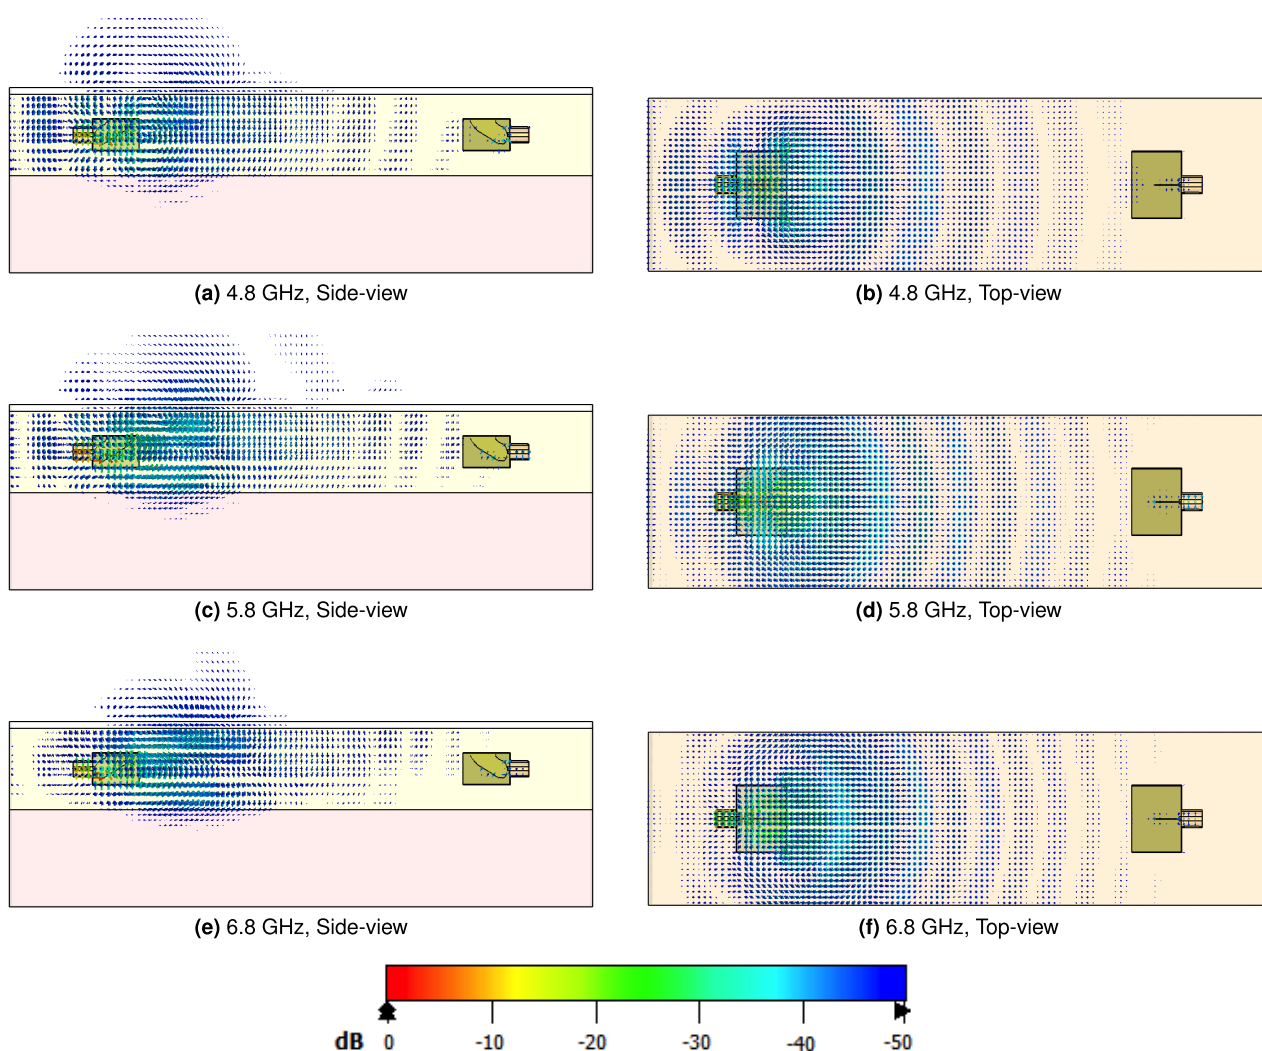 (a) 4.8 GHz, Side-view
(b) 4.8 GHz, Top-view
(c) 5.8 GHz, Side-view
(d) 5.8 GHz, Top-view
(e) 6.8 GHz, Side-view
(f) 6.8 GHz, Top-view
dB 0 -10 -20 -30 -40 -50